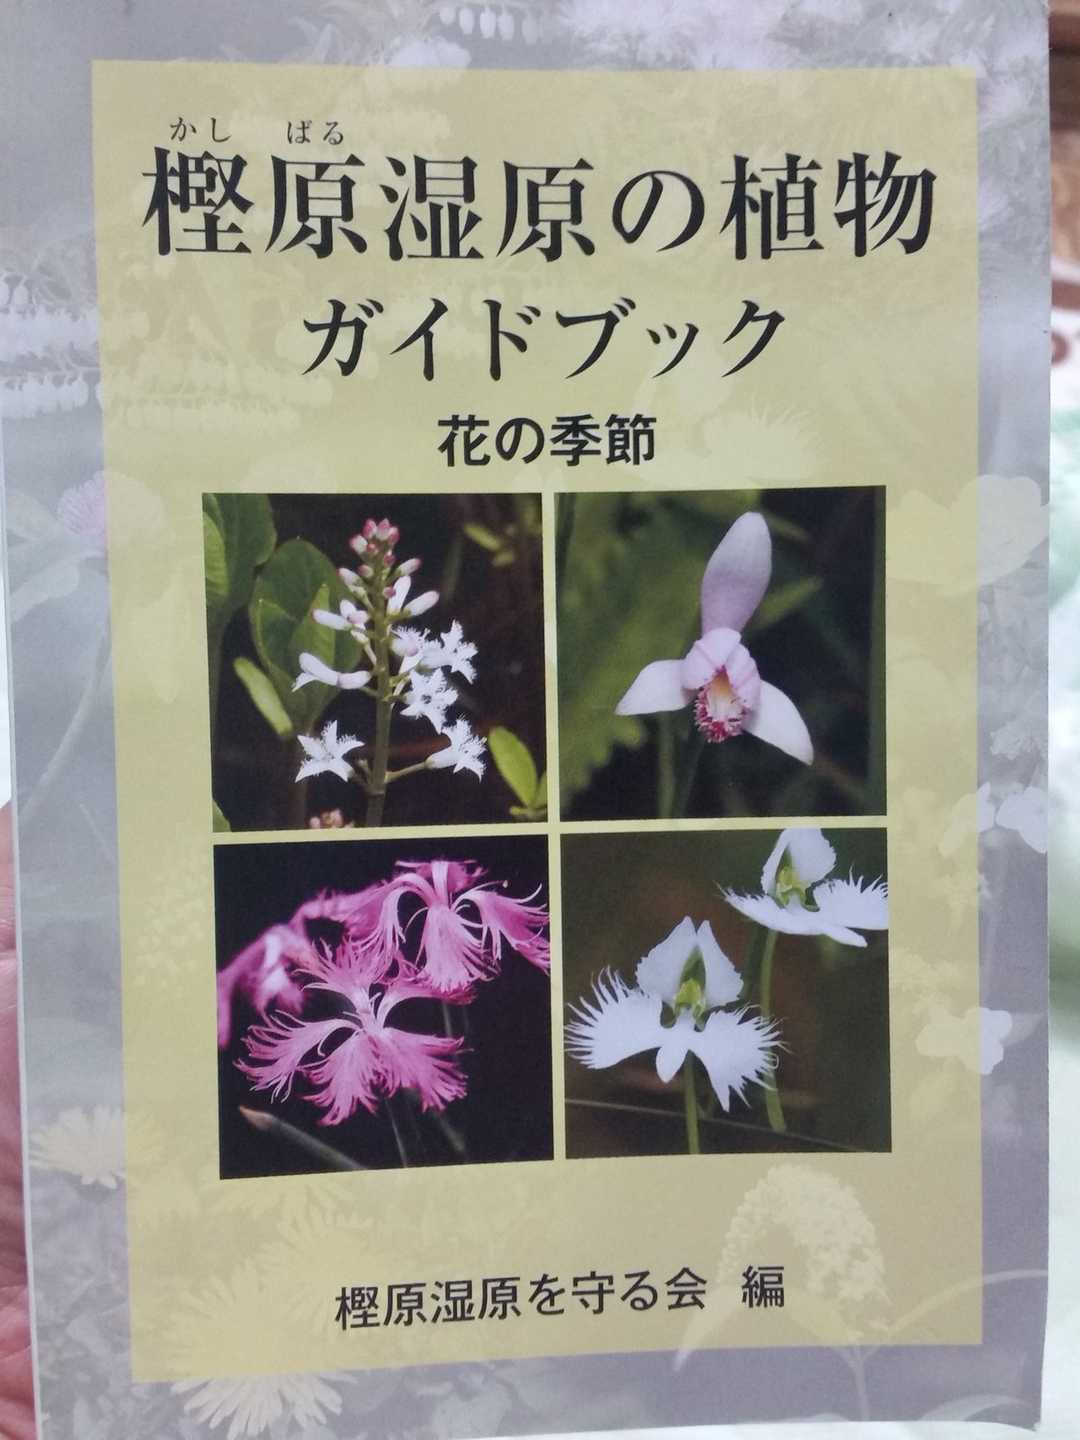 かし ばる
樫原湿原の植物
ガイドブック
花の季節
樫原湿原を守る会 編